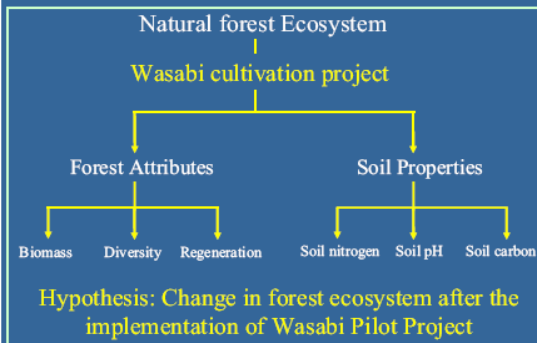 Natural forest Ecosystem
Wasabi cultivation project
Forest Attributes
Soil Properties
Biomass
Diversity
Regeneration
Soil nitrogen
Soil pH
Soil carbon
Hypothesis: Change in forest ecosystem after the
implementation of Wasabi Pilot Project